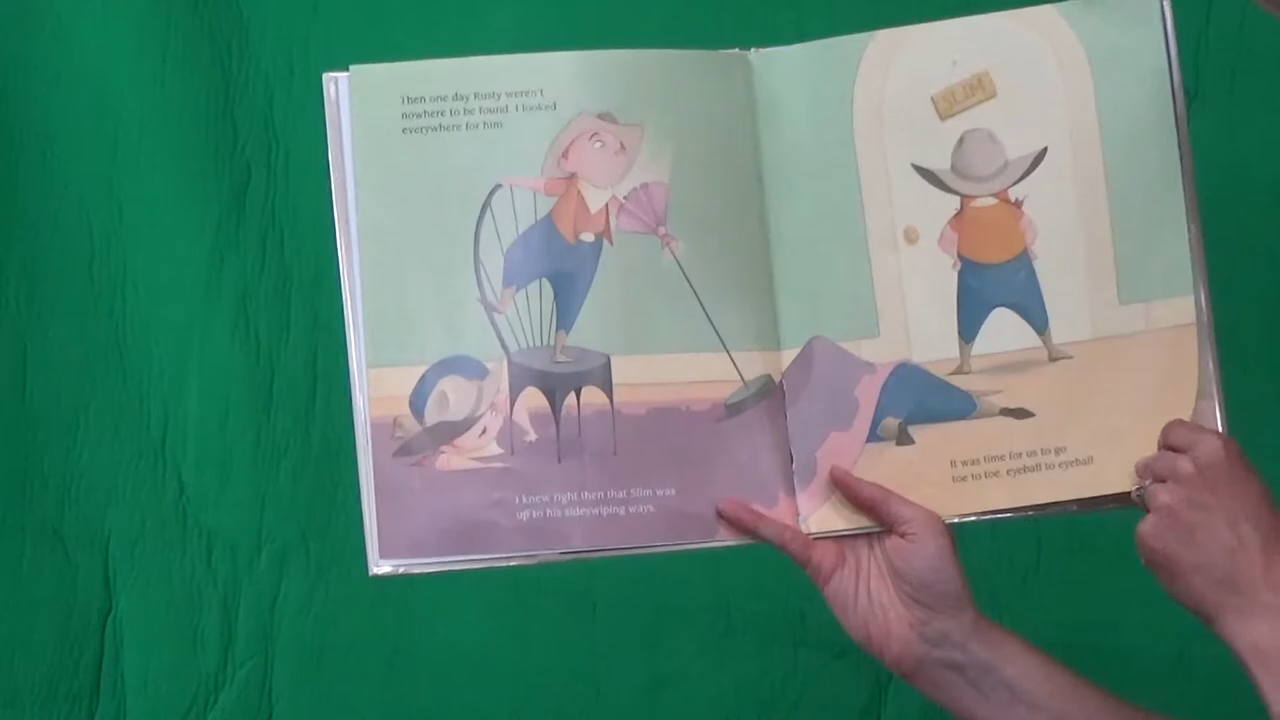 Then one day Rusty weren't
nowhere to be found. I looked
everywhere for him.
I knew right then that Slim was
up to his sideswiping ways.
SLIM
It was time for us to go
toe to toe, eyeball to eyeball.